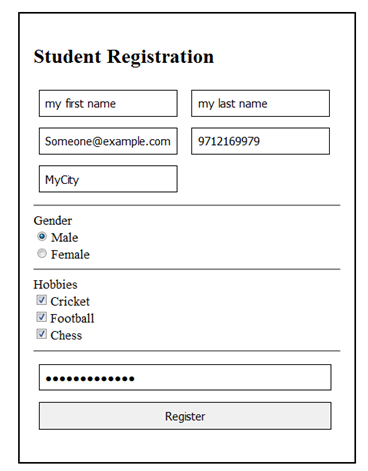 Student Registration
my first name my last name
Someone@example.com 9712169979
MyCity
Gender
Male
Female
Hobbies
Cricket
Football
Chess
●●●●●●●●●●●●●
Register